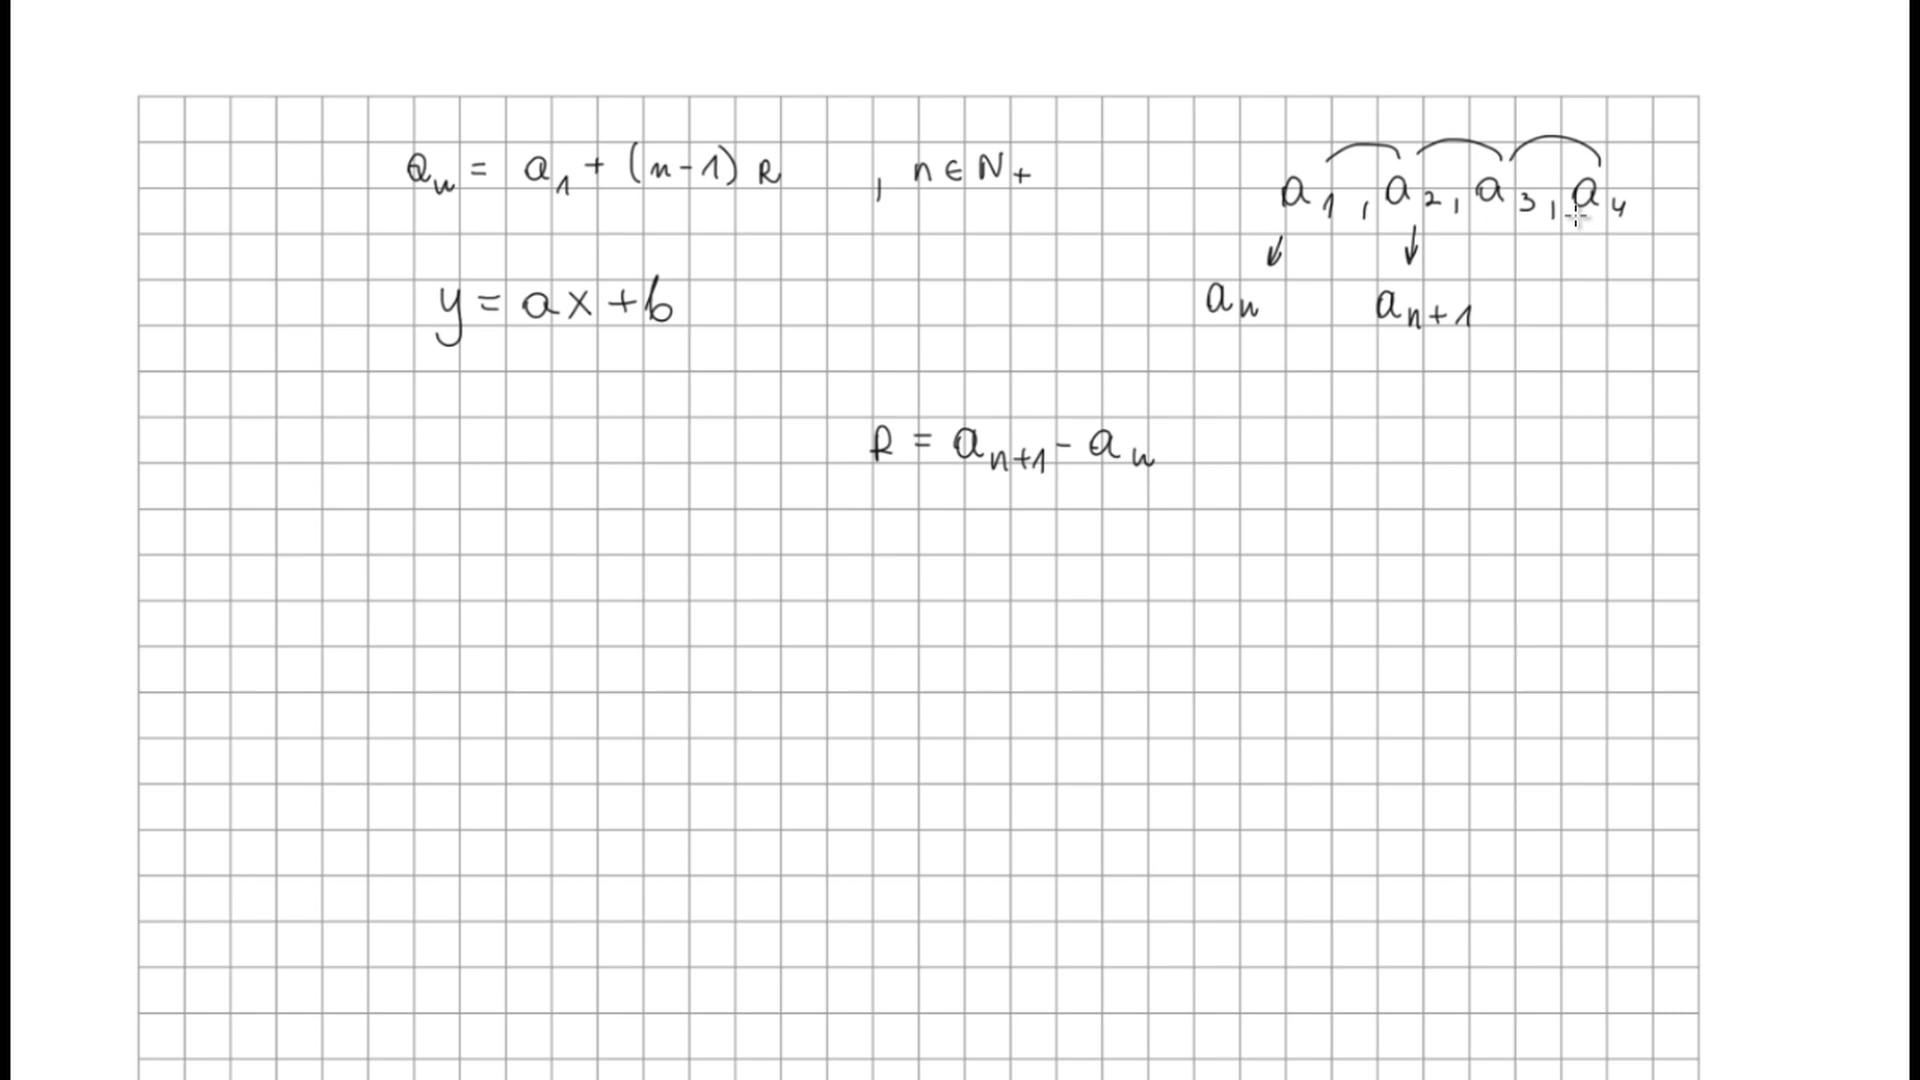 aₙ = a₁ + (n-1) R , n ∈ N₊
a₁, a₂, a₃, a₄
↓ ↓
aₙ aₙ₊₁
y = ax + b
R = aₙ₊₁ - aₙ